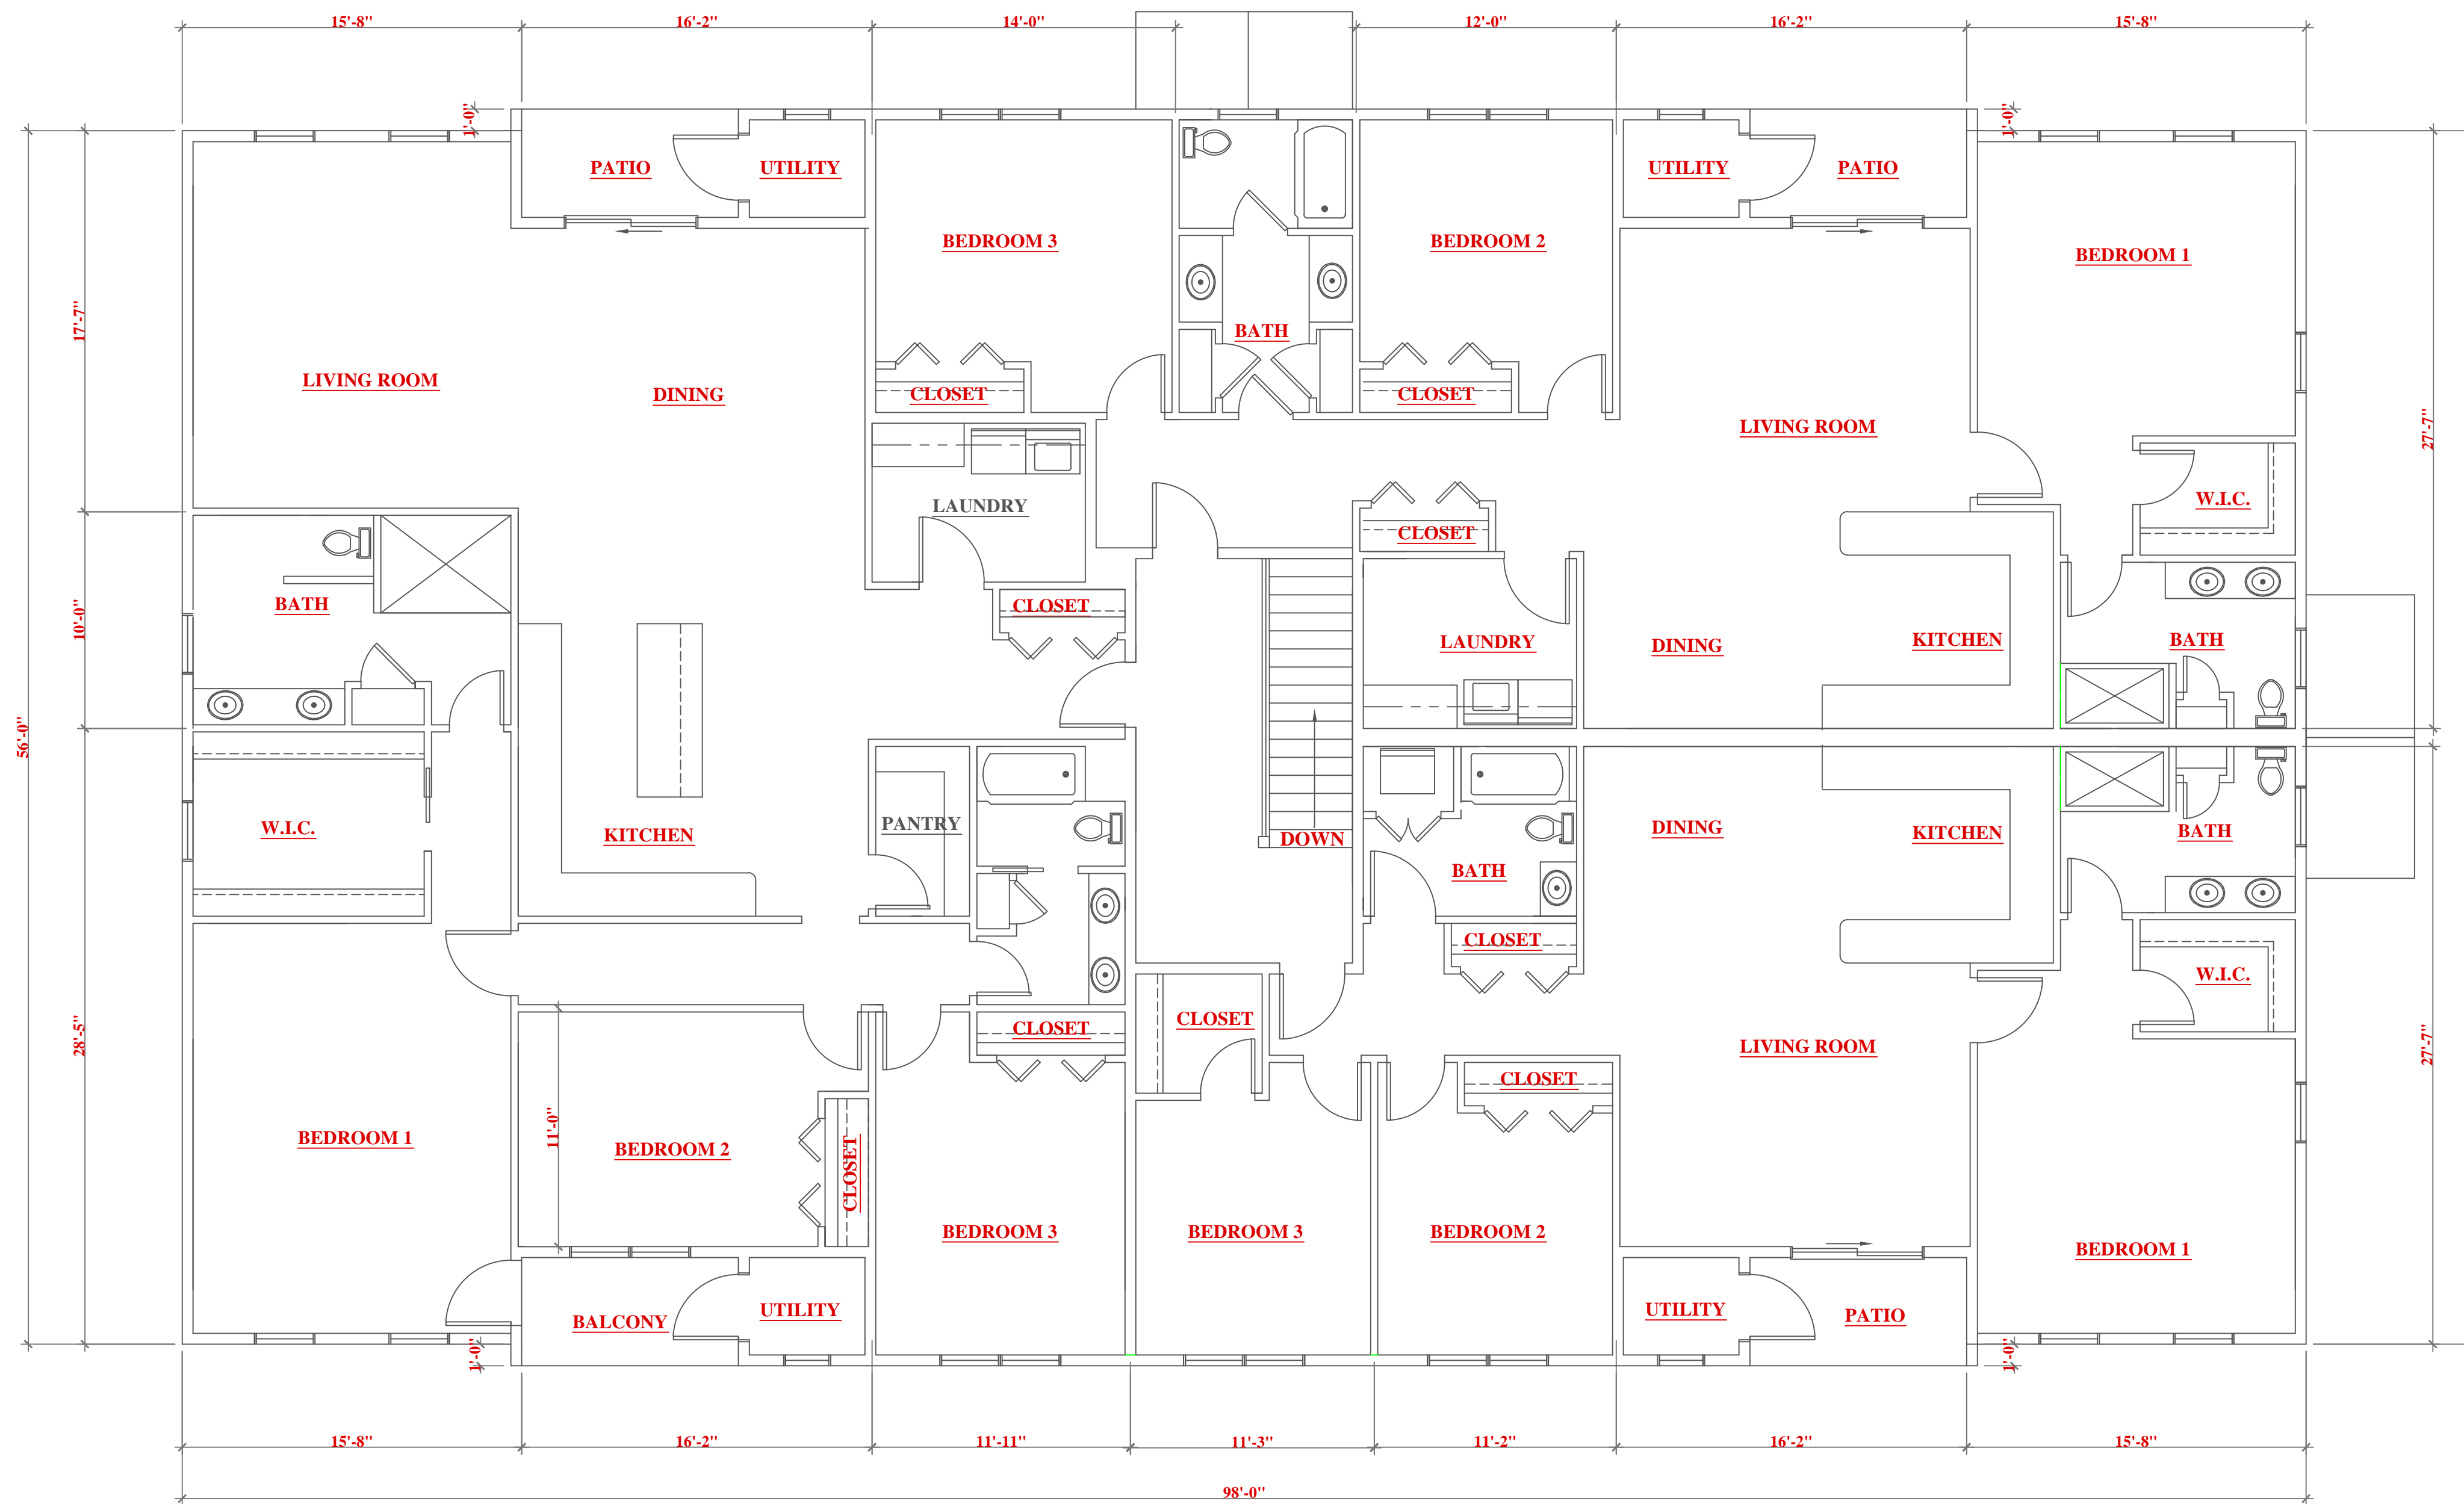 15'-8"
16'-2"
14'-0"
12'-0"
16'-2"
15'-8"
1'-0"
1'-0"
PATIO
UTILITY
UTILITY
PATIO
BEDROOM 3
BEDROOM 2
BEDROOM 1
17'-7"
BATH
LIVING ROOM
DINING
CLOSET
CLOSET
LIVING ROOM
27'-7"
LAUNDRY
CLOSET
W.I.C.
BATH
CLOSET
10'-0"
LAUNDRY
DINING
KITCHEN
BATH
56'-0"
W.I.C.
KITCHEN
PANTRY
DOWN
DINING
KITCHEN
BATH
BATH
CLOSET
W.I.C.
28'-5"
CLOSET
CLOSET
LIVING ROOM
27'-7"
CLOSET
BEDROOM 1
11'-0"
BEDROOM 2
CLOSET
BEDROOM 3
BEDROOM 3
BEDROOM 2
BEDROOM 1
BALCONY
UTILITY
UTILITY
PATIO
1'-0"
1'-0"
15'-8"
16'-2"
11'-11"
11'-3"
11'-2"
16'-2"
15'-8"
98'-0"